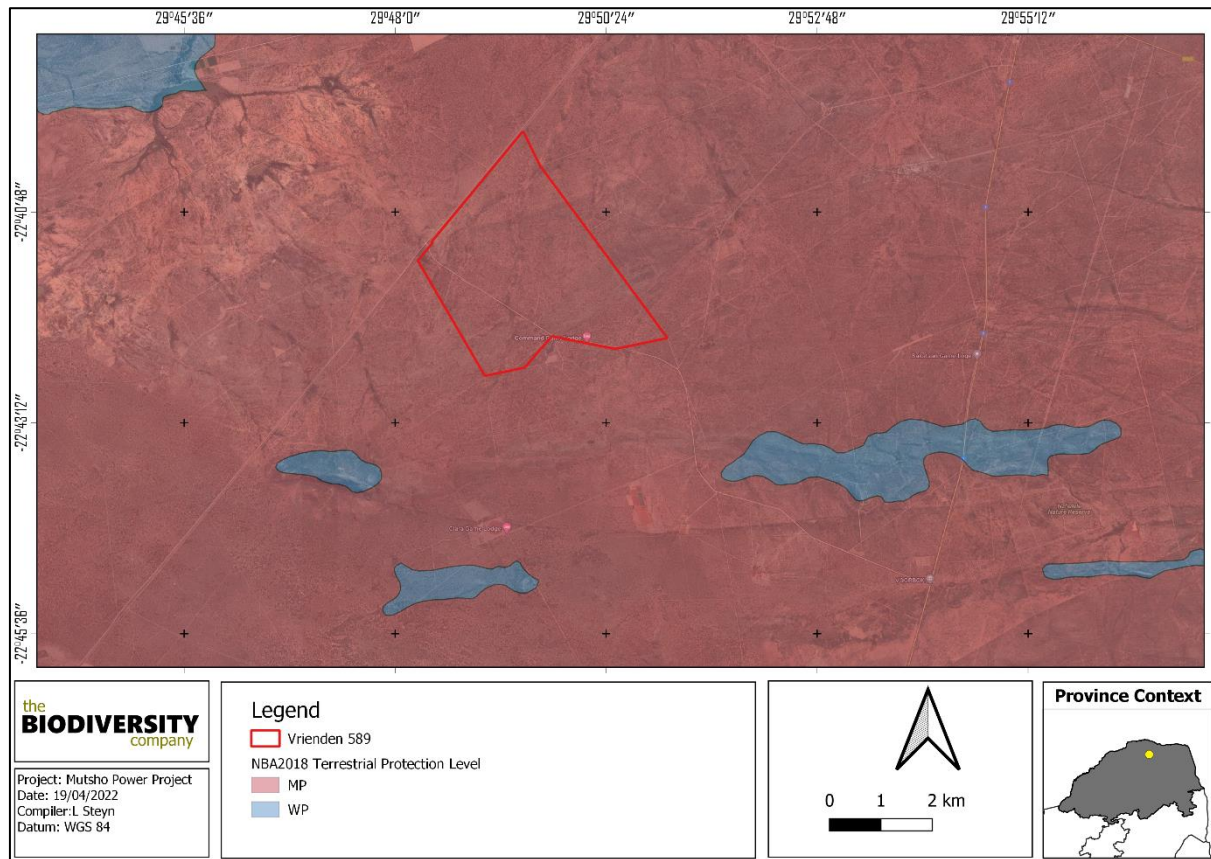 29°45'36" 29°48'0" 29°50'24" 29°52'48" 29°55'12"
-22°40'48"
-22°43'12"
-22°45'36"
the
BIODIVERSITY
company
Project: Mutsho Power Project
Date: 19/04/2022
Compiler:L Steyn
Datum: WGS 84
Legend
Vrienden 589
NBA2018 Terrestrial Protection Level
MP
WP
0 1 2 km
Province Context